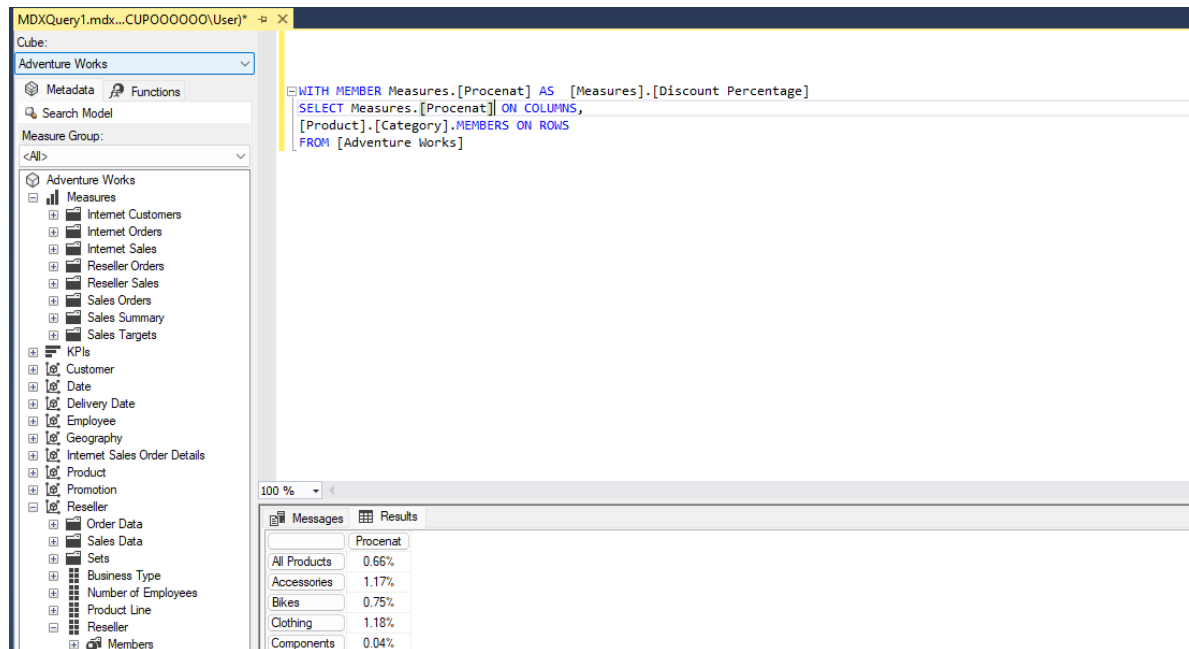 MDXQuery1.mdx...CUPOOOOOO\User)*
Cube:
Adventure Works
Metadata Functions
Search Model
Measure Group:
<All>
Adventure Works
Measures
Internet Customers
Internet Orders
Internet Sales
Reseller Orders
Reseller Sales
Sales Orders
Sales Summary
Sales Targets
KPIs
Customer
Date
Delivery Date
Employee
Geography
Internet Sales Order Details
Product
Promotion
Reseller
Order Data
Sales Data
Sets
Business Type
Number of Employees
Product Line
Reseller
Members
WITH MEMBER Measures.[Procenat] AS [Measures].[Discount Percentage]
SELECT Measures.[Procenat] ON COLUMNS,
[Product].[Category].MEMBERS ON ROWS
FROM [Adventure Works]
100 %
Messages Results
Procenat
All Products 0.66%
Accessories 1.17%
Bikes 0.75%
Clothing 1.18%
Components 0.04%